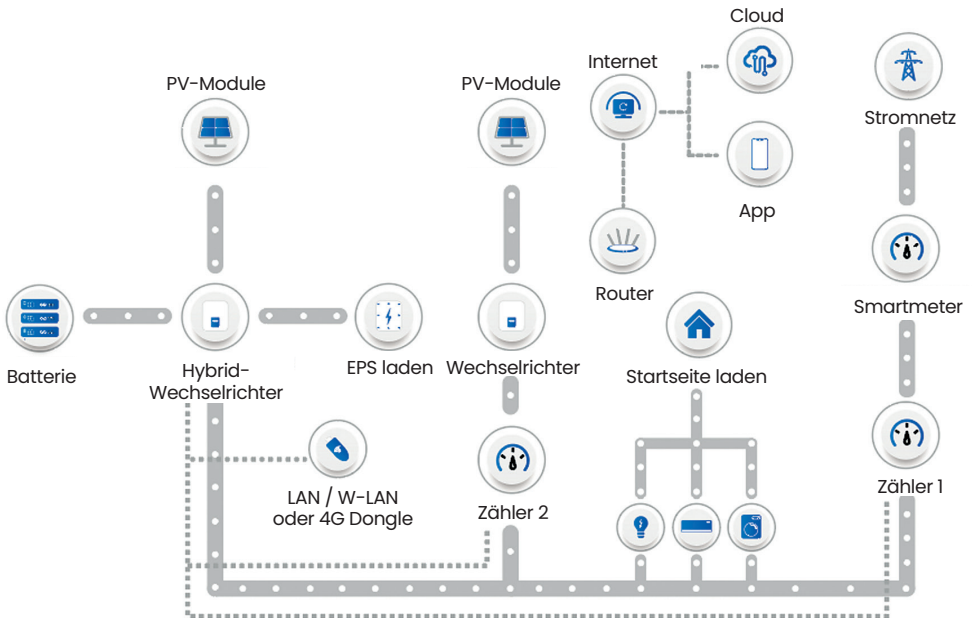 Cloud
Internet
PV-Module
PV-Module
Stromnetz
App
Router
Smartmeter
Batterie
Hybrid-
Wechselrichter
EPS laden
Wechselrichter
Startseite laden
LAN / W-LAN
oder 4G Dongle
Zähler 2
Zähler 1